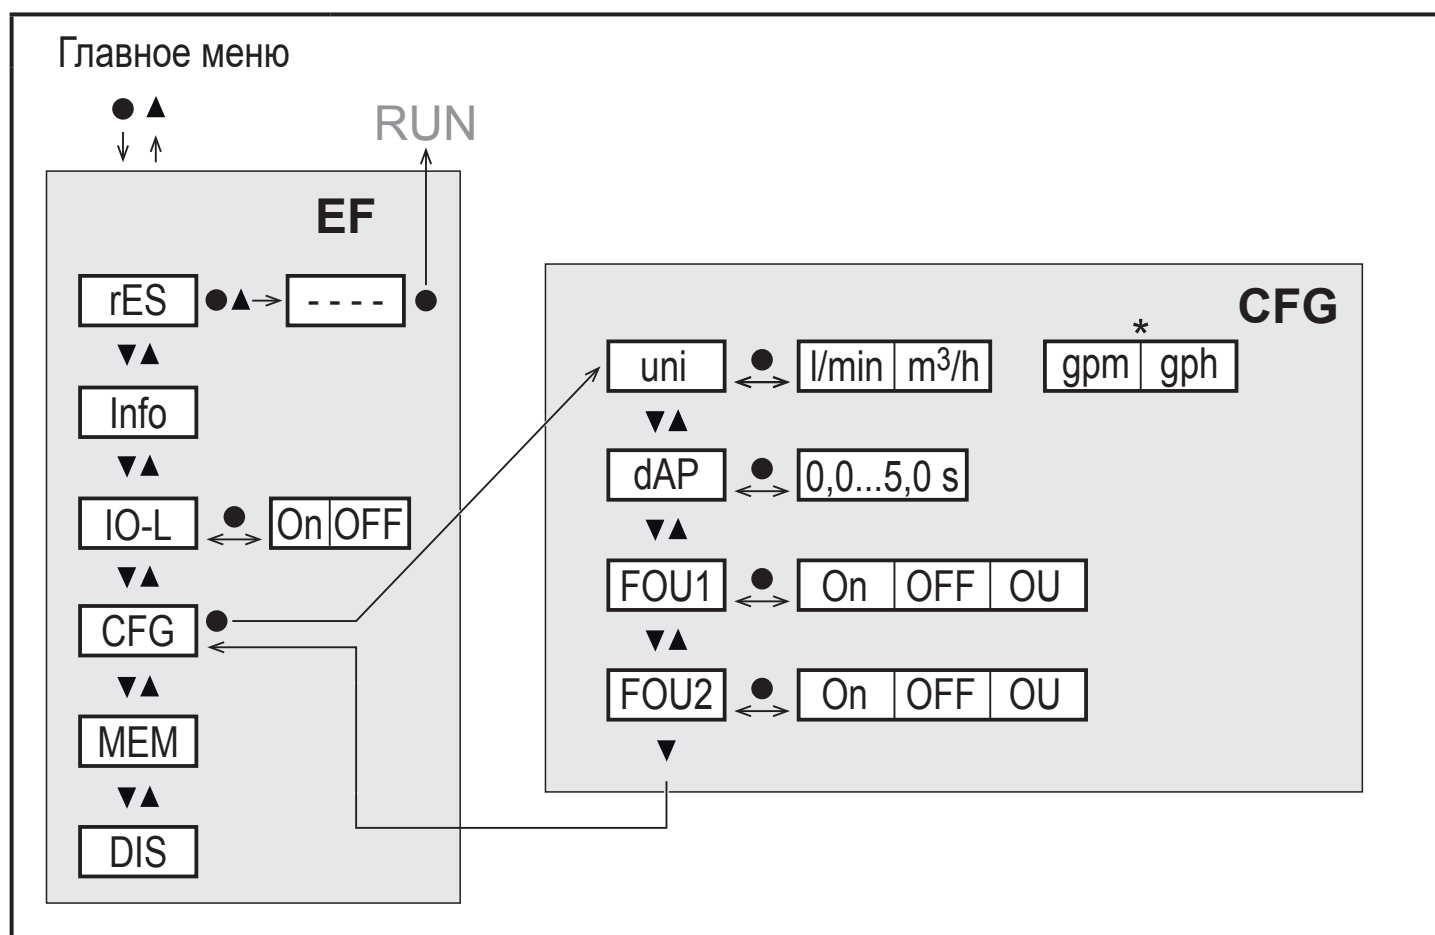 Главное меню
RUN
EF
rES - - - -
Info
IO-L On OFF
CFG
MEM
DIS
CFG
*
uni l/min m³/h gpm gph
dAP 0,0...5,0 s
FOU1 On OFF OU
FOU2 On OFF OU